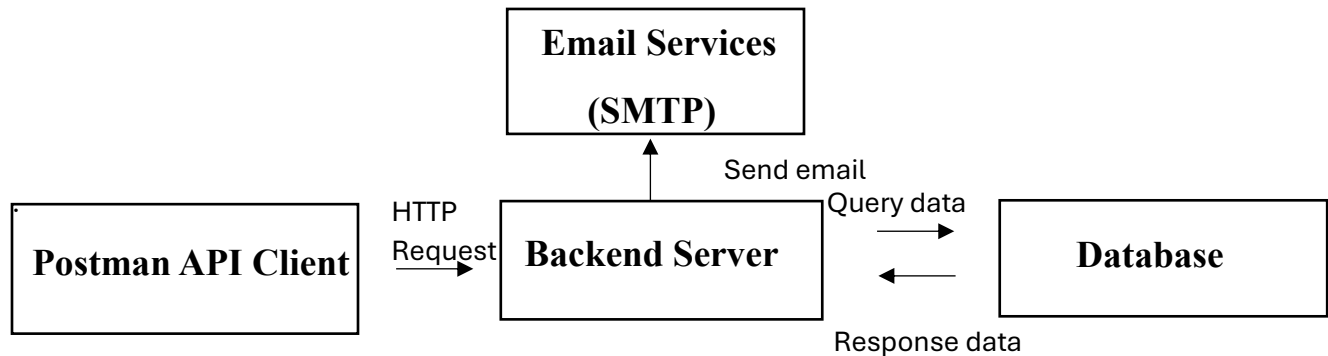 Email Services
(SMTP)
Send email
HTTP
Request
Query data
Postman API Client
Backend Server
Database
Response data